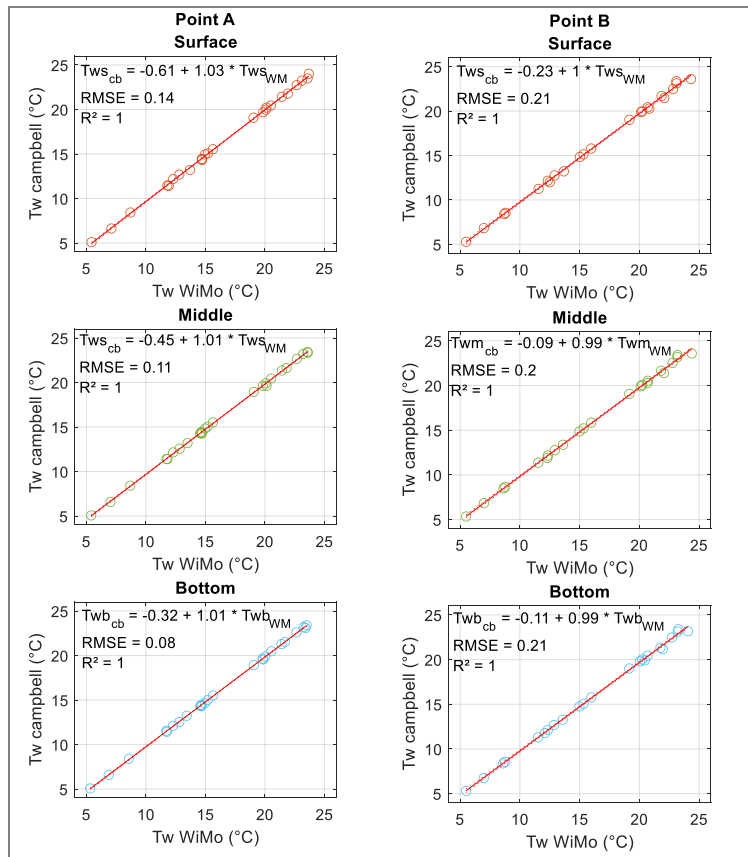 Point A
Surface
Tws_cb = -0.61 + 1.03 * Tws_WM
RMSE = 0.14
R² = 1
25
20
15
10
5
Tw campbell (°C)
5 10 15 20 25
Tw WiMo (°C)
Point B
Surface
Tws_cb = -0.23 + 1 * Tws_WM
RMSE = 0.21
R² = 1
25
20
15
10
5
Tw campbell (°C)
5 10 15 20 25
Tw WiMo (°C)
Middle
Tws_cb = -0.45 + 1.01 * Tws_WM
RMSE = 0.11
R² = 1
25
20
15
10
5
Tw campbell (°C)
5 10 15 20 25
Tw WiMo (°C)
Middle
Twm_cb = -0.09 + 0.99 * Twm_WM
RMSE = 0.2
R² = 1
25
20
15
10
5
Tw campbell (°C)
5 10 15 20 25
Tw WiMo (°C)
Bottom
Twb_cb = -0.32 + 1.01 * Twb_WM
RMSE = 0.08
R² = 1
25
20
15
10
5
Tw campbell (°C)
5 10 15 20 25
Tw WiMo (°C)
Bottom
Twb_cb = -0.11 + 0.99 * Twb_WM
RMSE = 0.21
R² = 1
25
20
15
10
5
Tw campbell (°C)
5 10 15 20 25
Tw WiMo (°C)